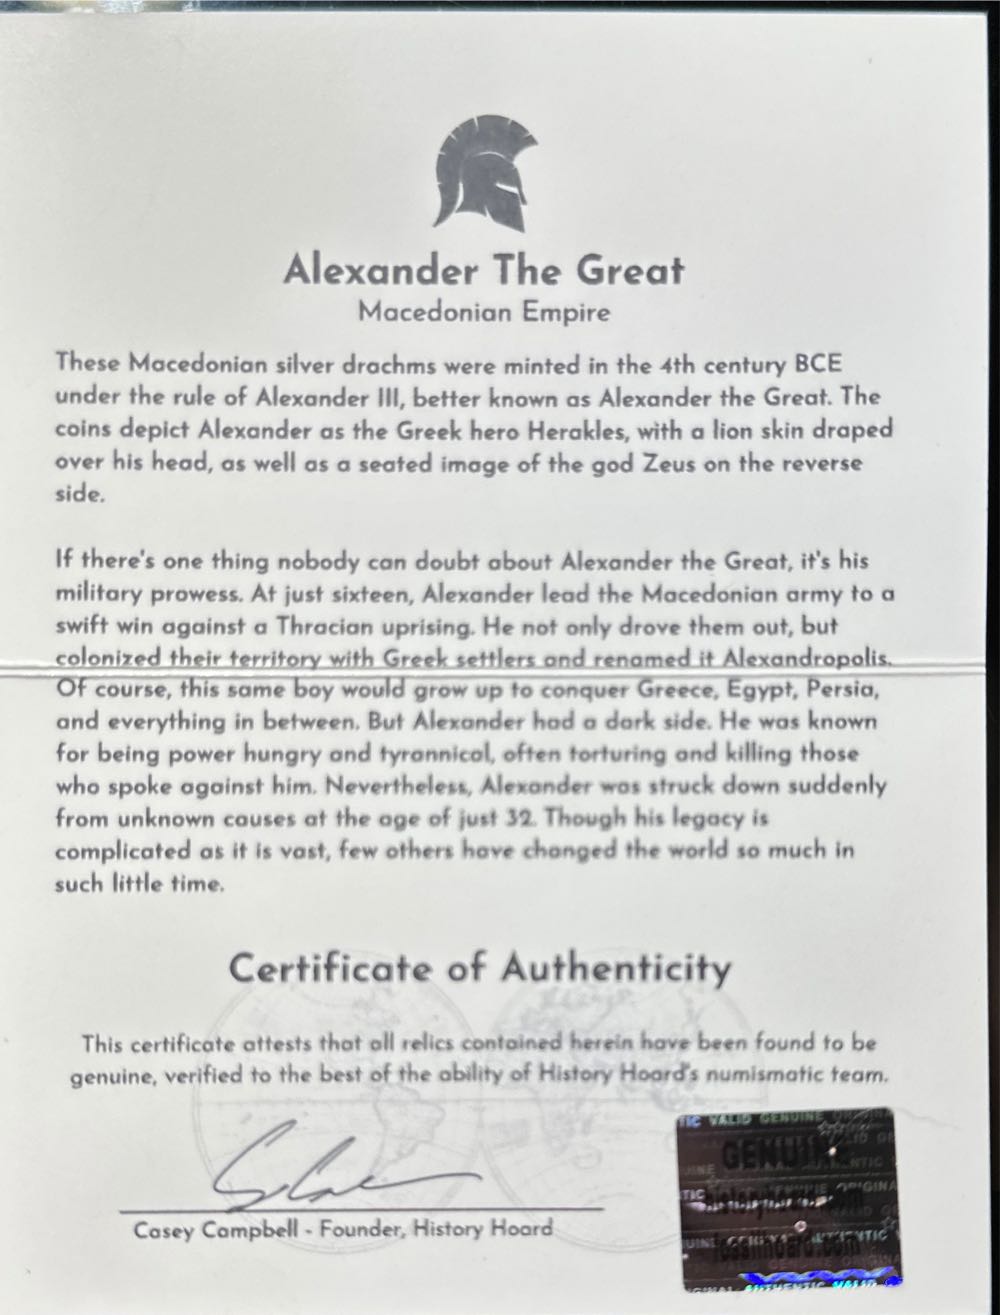 Alexander The Great
Macedonian Empire
These Macedonian silver drachms were minted in the 4th century BCE
under the rule of Alexander III, better known as Alexander the Great. The
coins depict Alexander as the Greek hero Herakles, with a lion skin draped
over his head, as well as a seated image of the god Zeus on the reverse
side.
If there's one thing nobody can doubt about Alexander the Great, it's his
military prowess. At just sixteen, Alexander lead the Macedonian army to a
swift win against a Thracian uprising. He not only drove them out, but
colonized their territory with Greek settlers and renamed it Alexandropolis.
Of course, this same boy would grow up to conquer Greece, Egypt, Persia,
and everything in between. But Alexander had a dark side. He was known
for being power hungry and tyrannical, often torturing and killing those
who spoke against him. Nevertheless, Alexander was struck down suddenly
from unknown causes at the age of just 32. Though his legacy is
complicated as it is vast, few others have changed the world so much in
such little time.
Certificate of Authenticity
This certificate attests that all relics contained herein have been found to be
genuine, verified to the best of the ability of History Hoard's numismatic team.
Casey Campbell - Founder, History Hoard
VALID GENUINE
GENUINE